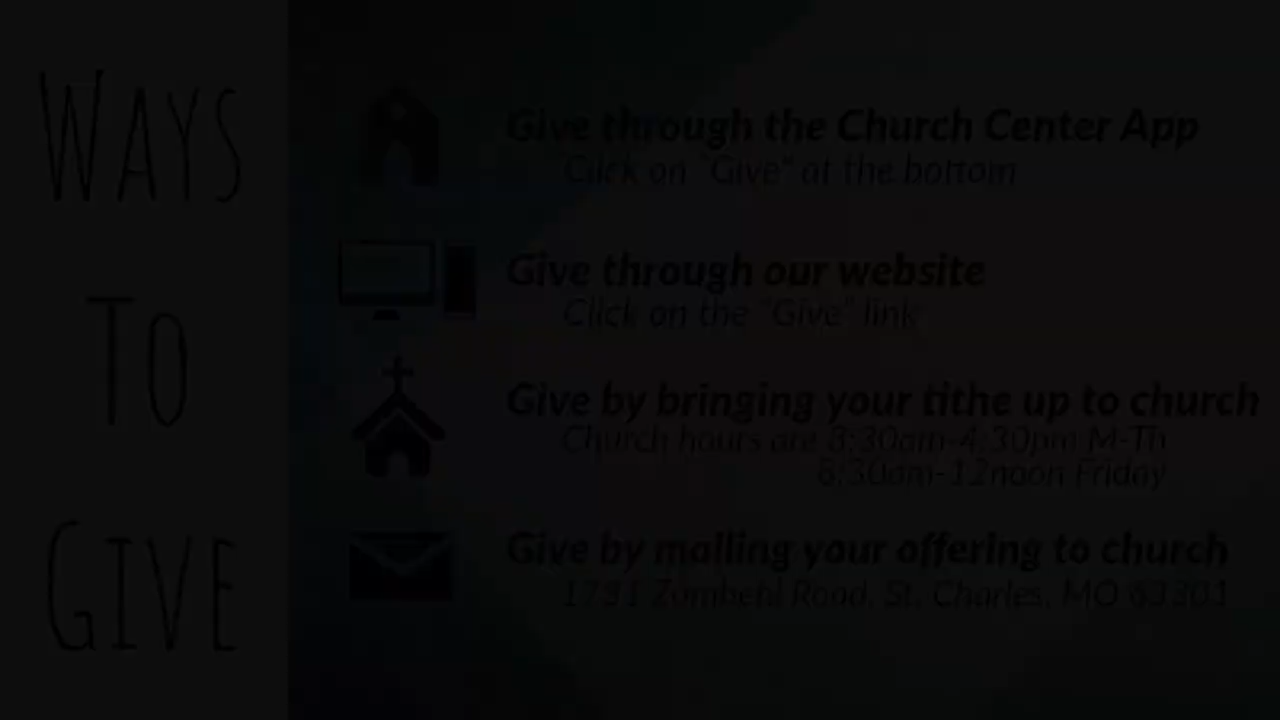 WAYS
TO
GIVE
Give through the Church Center App
Click on "Give" at the bottom
Give through our website
Click on the "Give" link
Give by bringing your tithe up to church
Church hours are 8:30am-4:30pm M-Th
8:30am-12noon Friday
Give by mailing your offering to church
Zumbehl Road, St. Charles, MO 63301